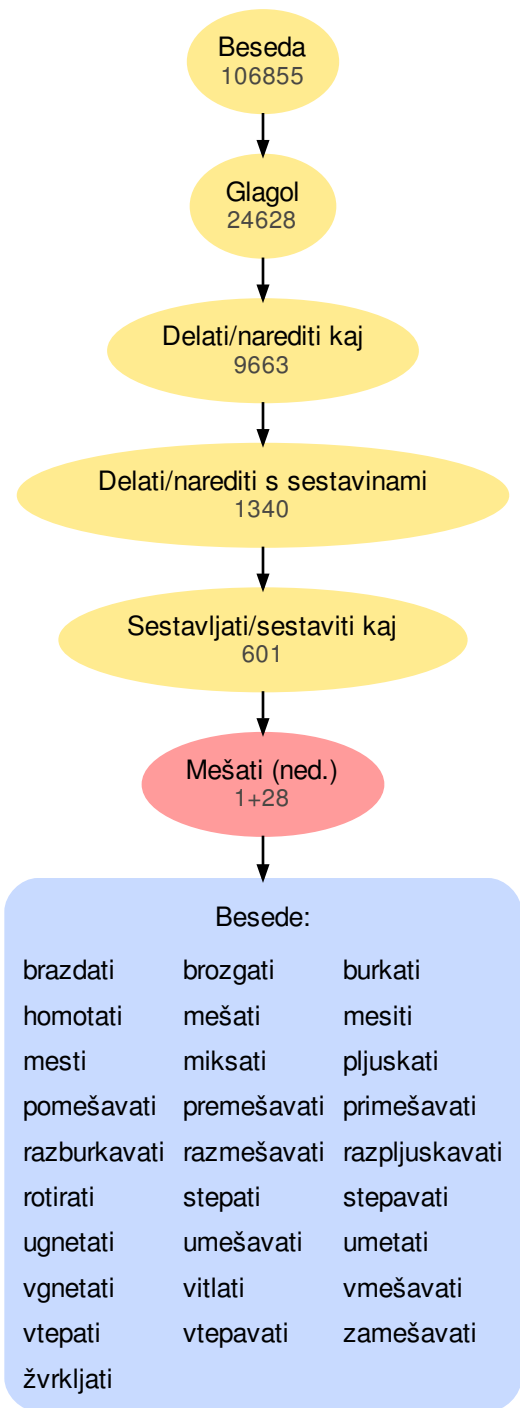 Beseda
106855
Glagol
24628
Delati/narediti kaj
9663
Delati/narediti s sestavinami
1340
Sestavljati/sestaviti kaj
601
Mešati (ned.)
1+28
Besede:
brazdati brozgati burkati
homotati mešati mesiti
mesti miksati pljuskati
pomešavati premešavati primešavati
razburkavati razmešavati razpljuskavati
rotirati stepati stepavati
ugnetati umešavati umetati
vgnetati vitlati vmešavati
vtepati vtepavati zamešavati
žvrkljati